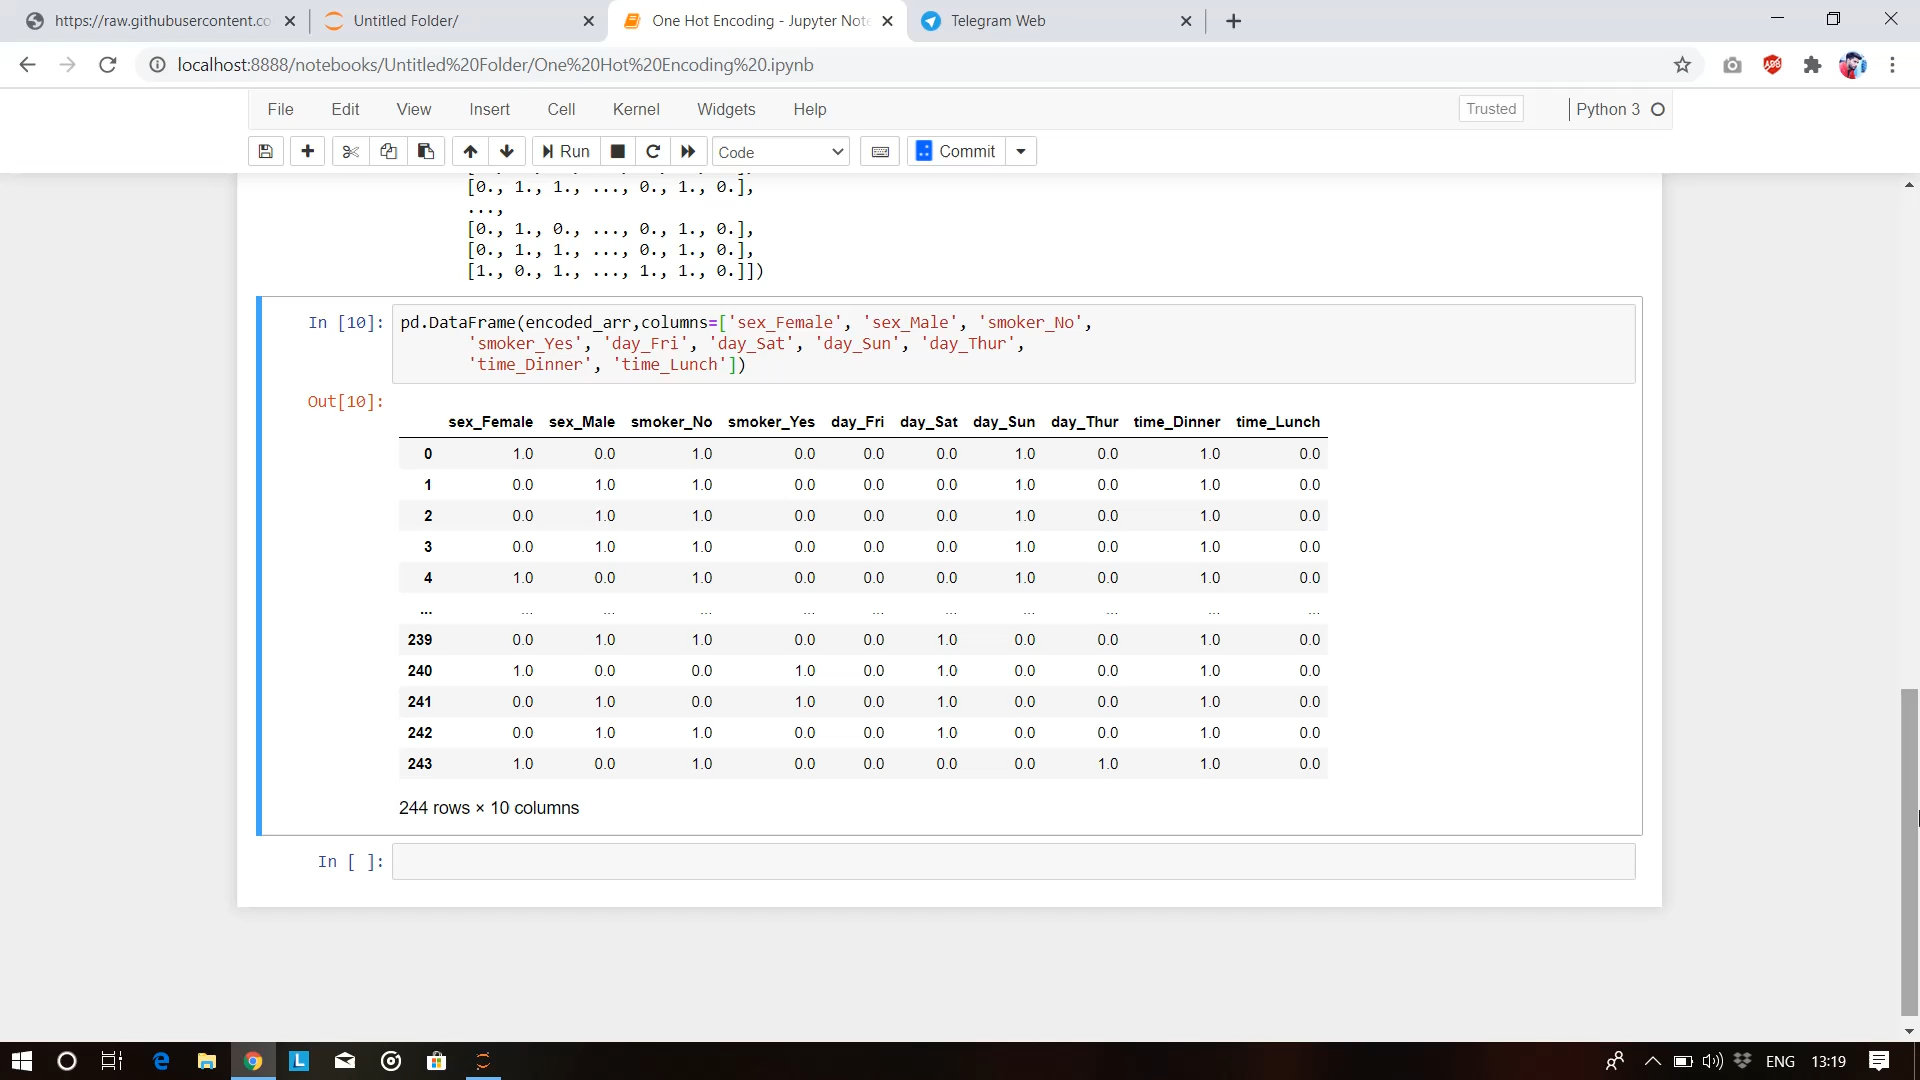 https://raw.githubusercontent.co
Untitled Folder/
One Hot Encoding - Jupyter Note
Telegram Web
localhost:8888/notebooks/Untitled%20Folder/One%20Hot%20Encoding%20.ipynb
File Edit View Insert Cell Kernel Widgets Help Trusted Python 3
Run Code Commit
[0., 1., 1., ..., 0., 1., 0.],
...,
[0., 1., 0., ..., 0., 1., 0.],
[0., 1., 1., ..., 0., 1., 0.],
[1., 0., 1., ..., 1., 1., 0.]])
In [10]: pd.DataFrame(encoded_arr,columns=['sex_Female', 'sex_Male', 'smoker_No',
'smoker_Yes', 'day_Fri', 'day_Sat', 'day_Sun', 'day_Thur',
'time_Dinner', 'time_Lunch'])
Out[10]:
sex_Female sex_Male smoker_No smoker_Yes day_Fri day_Sat day_Sun day_Thur time_Dinner time_Lunch
0 1.0 0.0 1.0 0.0 0.0 0.0 1.0 0.0 1.0 0.0
1 0.0 1.0 1.0 0.0 0.0 0.0 1.0 0.0 1.0 0.0
2 0.0 1.0 1.0 0.0 0.0 0.0 1.0 0.0 1.0 0.0
3 0.0 1.0 1.0 0.0 0.0 0.0 1.0 0.0 1.0 0.0
4 1.0 0.0 1.0 0.0 0.0 0.0 1.0 0.0 1.0 0.0
... ... ... ... ... ... ... ... ... ... ...
239 0.0 1.0 1.0 0.0 0.0 1.0 0.0 0.0 1.0 0.0
240 1.0 0.0 0.0 1.0 0.0 1.0 0.0 0.0 1.0 0.0
241 0.0 1.0 0.0 1.0 0.0 1.0 0.0 0.0 1.0 0.0
242 0.0 1.0 1.0 0.0 0.0 1.0 0.0 0.0 1.0 0.0
243 1.0 0.0 1.0 0.0 0.0 0.0 0.0 1.0 1.0 0.0
244 rows × 10 columns
In [ ]:
ENG 13:19